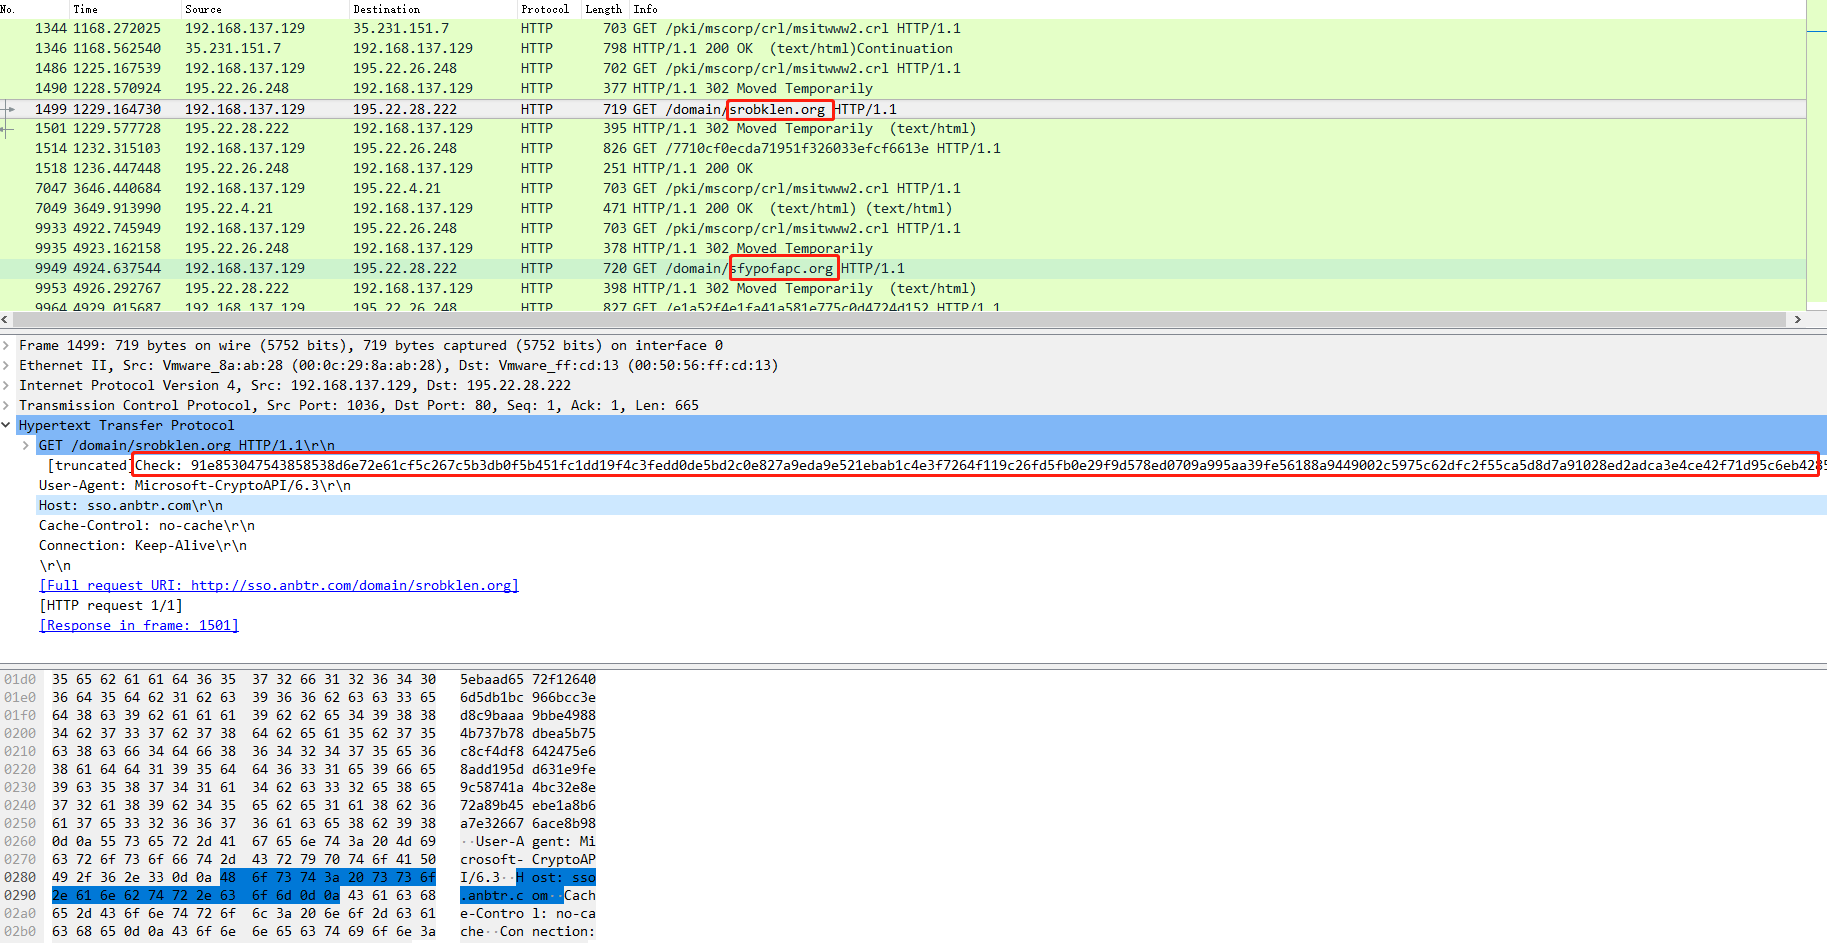 No. Time Source Destination Protocol Length Info
1344 1168.272025 192.168.137.129 35.231.151.7 HTTP 703 GET /pki/mscorp/crl/msitwww2.crl HTTP/1.1
1346 1168.562540 35.231.151.7 192.168.137.129 HTTP 798 HTTP/1.1 200 OK (text/html)Continuation
1486 1225.167539 192.168.137.129 195.22.26.248 HTTP 702 GET /pki/mscorp/crl/msitwww2.crl HTTP/1.1
1490 1228.570924 195.22.26.248 192.168.137.129 HTTP 377 HTTP/1.1 302 Moved Temporarily
1499 1229.164730 192.168.137.129 195.22.28.222 HTTP 719 GET /domain/srobklen.org HTTP/1.1
1501 1229.577728 195.22.28.222 192.168.137.129 HTTP 395 HTTP/1.1 302 Moved Temporarily (text/html)
1514 1232.315103 192.168.137.129 195.22.26.248 HTTP 826 GET /7710cf0ecda71951f326033efcf6613e HTTP/1.1
1518 1236.447448 195.22.26.248 192.168.137.129 HTTP 251 HTTP/1.1 200 OK
7047 3646.440684 192.168.137.129 195.22.4.21 HTTP 703 GET /pki/mscorp/crl/msitwww2.crl HTTP/1.1
7049 3649.913990 195.22.4.21 192.168.137.129 HTTP 471 HTTP/1.1 200 OK (text/html) (text/html)
9933 4922.745949 192.168.137.129 195.22.26.248 HTTP 703 GET /pki/mscorp/crl/msitwww2.crl HTTP/1.1
9935 4923.162158 195.22.26.248 192.168.137.129 HTTP 378 HTTP/1.1 302 Moved Temporarily
9949 4924.637544 192.168.137.129 195.22.28.222 HTTP 720 GET /domain/sfypofapc.org HTTP/1.1
9953 4926.292767 195.22.28.222 192.168.137.129 HTTP 398 HTTP/1.1 302 Moved Temporarily (text/html)
9964 4929.015687 192.168.137.129 195.22.26.248 HTTP 827 GET /e1a52f4e1fa41a581e775c0d4724d152 HTTP/1.1
Frame 1499: 719 bytes on wire (5752 bits), 719 bytes captured (5752 bits) on interface 0
Ethernet II, Src: Vmware_8a:ab:28 (00:0c:29:8a:ab:28), Dst: Vmware_ff:cd:13 (00:50:56:ff:cd:13)
Internet Protocol Version 4, Src: 192.168.137.129, Dst: 195.22.28.222
Transmission Control Protocol, Src Port: 1036, Dst Port: 80, Seq: 1, Ack: 1, Len: 665
Hypertext Transfer Protocol
GET /domain/srobklen.org HTTP/1.1\r\n
[truncated]Check: 91e853047543858538d6e72e61cf5c267c5b3db0f5b451fc1dd19f4c3fedd0de5bd2c0e827a9eda9e521ebab1c4e3f7264f119c26fd5fb0e29f9d578ed0709a995aa39fe56188a9449002c5975c62dfc2f55ca5d8d7a91028ed2adca3e4ce42f71d95c6eb4285
User-Agent: Microsoft-CryptoAPI/6.3\r\n
Host: sso.anbtr.com\r\n
Cache-Control: no-cache\r\n
Connection: Keep-Alive\r\n
\r\n
[Full request URI: http://sso.anbtr.com/domain/srobklen.org]
[HTTP request 1/1]
[Response in frame: 1501]
01d0 35 65 62 61 61 64 36 35 37 32 66 31 32 36 34 30 5ebaad65 72f12640
01e0 36 64 35 64 62 31 62 63 39 36 36 62 63 63 33 65 6d5db1bc 966bcc3e
01f0 64 38 63 39 62 61 61 61 39 62 62 65 34 39 38 38 d8c9baaa 9bbe4988
0200 34 62 37 33 37 62 37 38 64 62 65 61 35 62 37 35 4b737b78 dbea5b75
0210 63 38 63 66 34 64 66 38 36 34 32 34 37 35 65 36 c8cf4df8 642475e6
0220 38 61 64 64 31 39 35 64 64 36 33 31 65 39 66 65 8add195d d631e9fe
0230 39 63 35 38 37 34 31 61 34 62 63 33 32 65 38 65 9c58741a 4bc32e8e
0240 37 32 61 38 39 62 34 35 65 62 65 31 61 38 62 36 72a89b45 ebe1a8b6
0250 61 37 65 33 32 36 36 37 36 61 63 65 38 62 39 38 a7e32667 6ace8b98
0260 0d 0a 55 73 65 72 2d 41 67 65 6e 74 3a 20 4d 69 ··User-A gent: Mi
0270 63 72 6f 73 6f 66 74 2d 43 72 79 70 74 6f 41 50 crosoft- CryptoAP
0280 49 2f 36 2e 33 0d 0a 48 6f 73 74 3a 20 73 73 6f I/6.3··H ost: sso
0290 2e 61 6e 62 74 72 2e 63 6f 6d 0d 0a 43 61 63 68 .anbtr.c om··Cach
02a0 65 2d 43 6f 6e 74 72 6f 6c 3a 20 6e 6f 2d 63 61 e-Contro l: no-ca
02b0 63 68 65 0d 0a 43 6f 6e 6e 65 63 74 69 6f 6e 3a che··Con nection: